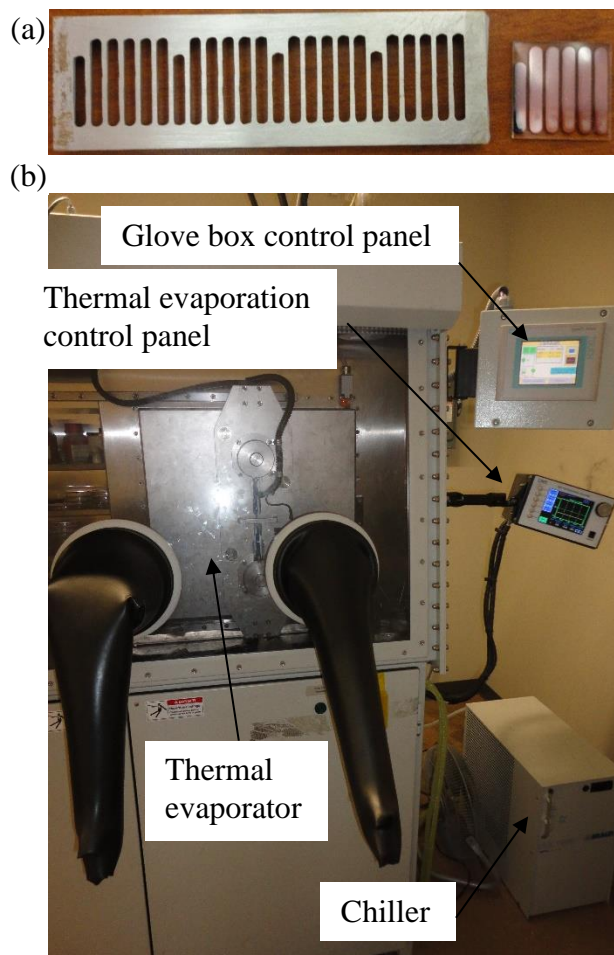 (a)
(b)
Glove box control panel
Thermal evaporation
control panel
Thermal
evaporator
Chiller